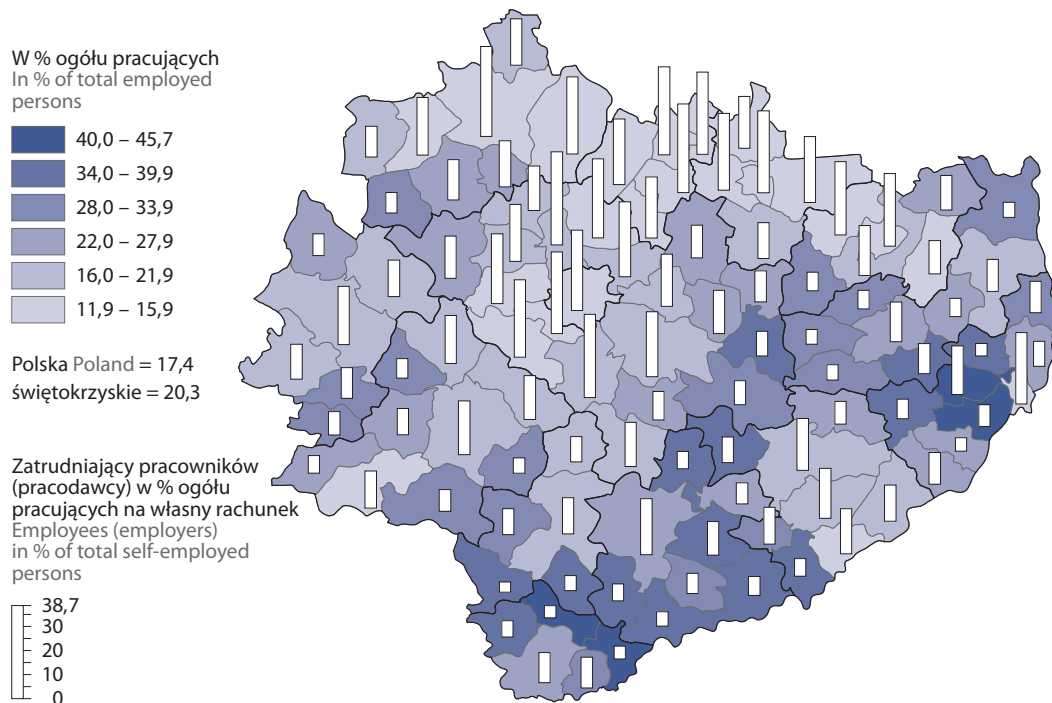 W % ogółu pracujących
In % of total employed
persons
40,0 – 45,7
34,0 – 39,9
28,0 – 33,9
22,0 – 27,9
16,0 – 21,9
11,9 – 15,9
Polska Poland = 17,4
świętokrzyskie = 20,3
Zatrudniający pracowników
(pracodawcy) w % ogółu
pracujących na własny rachunek
Employees (employers)
in % of total self-employed
persons
38,7
30
20
10
0